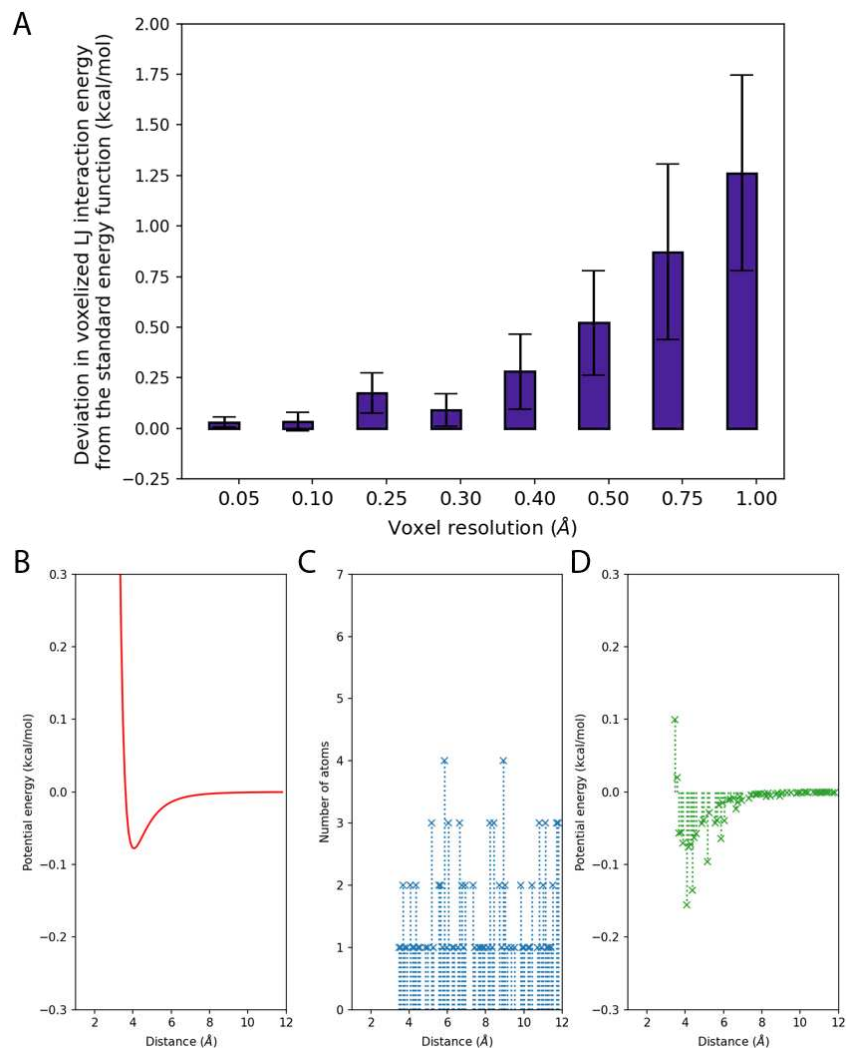 A
Deviation in voxelized LJ interaction energy
from the standard energy function (kcal/mol)
2.00
1.75
1.50
1.25
1.00
0.75
0.50
0.25
0.00
−0.25
0.05 0.10 0.25 0.30 0.40 0.50 0.75 1.00
Voxel resolution (Å)
B
Potential energy (kcal/mol)
0.3
0.2
0.1
0.0
−0.1
−0.2
−0.3
2 4 6 8 10 12
Distance (Å)
C
Number of atoms
7
6
5
4
3
2
1
0
2 4 6 8 10 12
Distance (Å)
D
Potential energy (kcal/mol)
0.3
0.2
0.1
0.0
−0.1
−0.2
−0.3
2 4 6 8 10 12
Distance (Å)